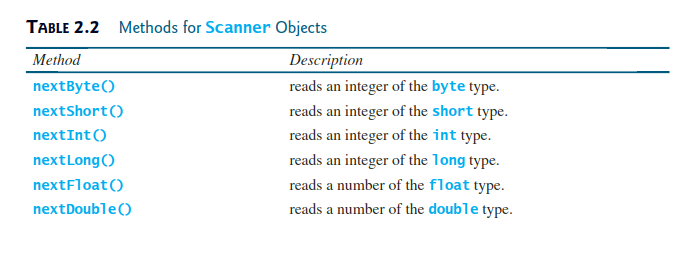 TABLE 2.2 Methods for Scanner Objects
Method Description
nextByte() reads an integer of the byte type.
nextShort() reads an integer of the short type.
nextInt() reads an integer of the int type.
nextLong() reads an integer of the long type.
nextFloat() reads a number of the float type.
nextDouble() reads a number of the double type.